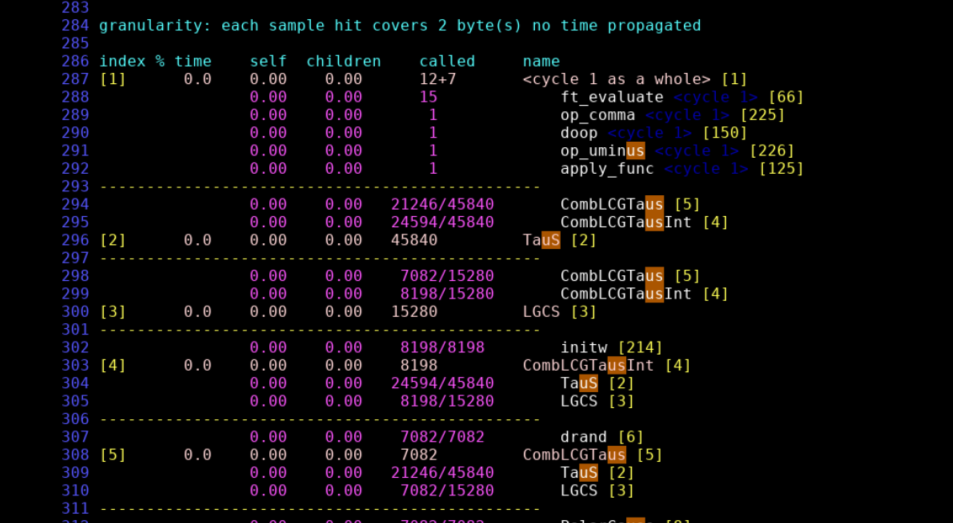 283
284 granularity: each sample hit covers 2 byte(s) no time propagated
285
286 index % time    self  children    called     name
287 [1]      0.0    0.00    0.00      12+7       <cycle 1 as a whole> [1]
288                 0.00    0.00      15             ft_evaluate <cycle 1> [66]
289                 0.00    0.00       1             op_comma <cycle 1> [225]
290                 0.00    0.00       1             doop <cycle 1> [150]
291                 0.00    0.00       1             op_uminus <cycle 1> [226]
292                 0.00    0.00       1             apply_func <cycle 1> [125]
293 -----------------------------------------------
294                 0.00    0.00   21246/45840       CombLCGTaus [5]
295                 0.00    0.00   24594/45840       CombLCGTausInt [4]
296 [2]      0.0    0.00    0.00   45840         TauS [2]
297 -----------------------------------------------
298                 0.00    0.00    7082/15280       CombLCGTaus [5]
299                 0.00    0.00    8198/15280       CombLCGTausInt [4]
300 [3]      0.0    0.00    0.00   15280         LGCS [3]
301 -----------------------------------------------
302                 0.00    0.00    8198/8198        initw [214]
303 [4]      0.0    0.00    0.00    8198         CombLCGTausInt [4]
304                 0.00    0.00   24594/45840       TauS [2]
305                 0.00    0.00    8198/15280       LGCS [3]
306 -----------------------------------------------
307                 0.00    0.00    7082/7082        drand [6]
308 [5]      0.0    0.00    0.00    7082         CombLCGTaus [5]
309                 0.00    0.00   21246/45840       TauS [2]
310                 0.00    0.00    7082/15280       LGCS [3]
311 -----------------------------------------------